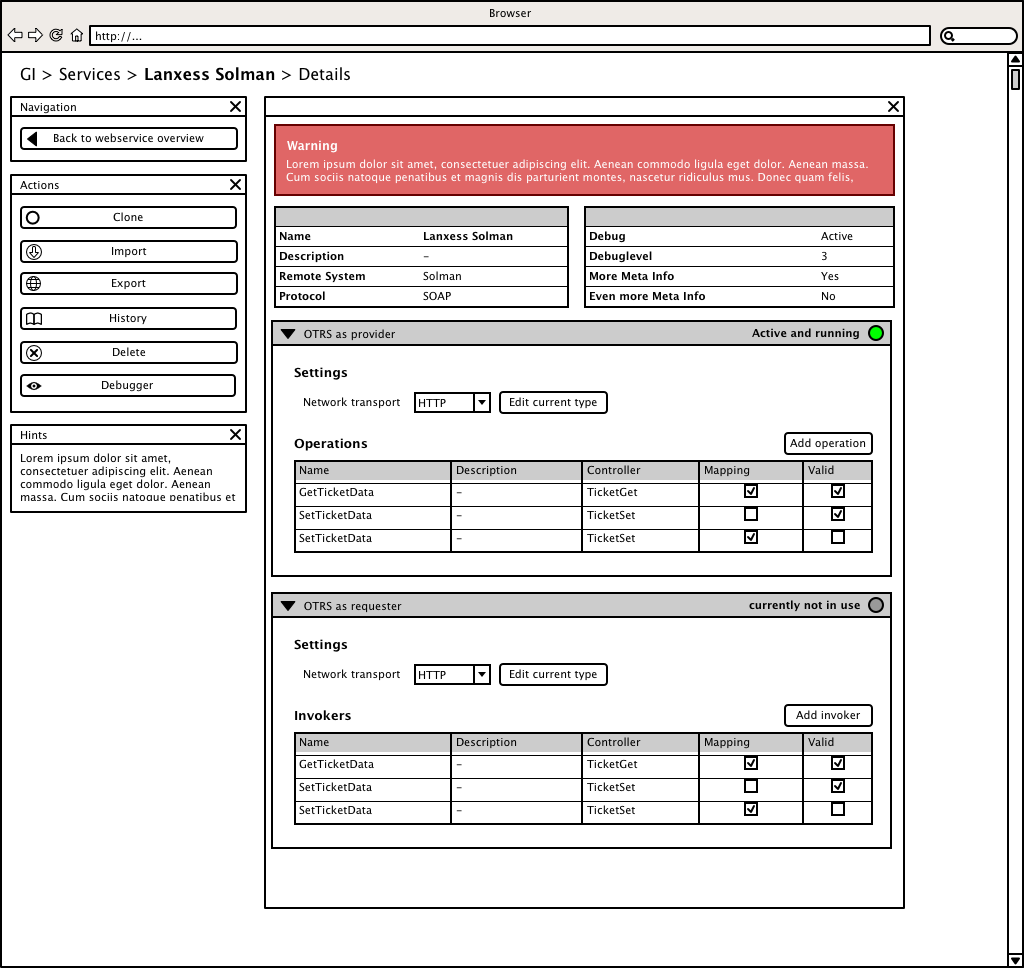 Browser
http://...
GI > Services > Lanxess Solman > Details
Navigation
Back to webservice overview
Actions
Clone
Import
Export
History
Delete
Debugger
Hints
Lorem ipsum dolor sit amet,
consectetuer adipiscing elit. Aenean
commodo ligula eget dolor. Aenean
massa. Cum sociis natoque penatibus et
Warning
Lorem ipsum dolor sit amet, consectetuer adipiscing elit. Aenean commodo ligula eget dolor. Aenean massa.
Cum sociis natoque penatibus et magnis dis parturient montes, nascetur ridiculus mus. Donec quam felis,
Name Lanxess Solman
Description –
Remote System Solman
Protocol SOAP
Debug Active
Debuglevel 3
More Meta Info Yes
Even more Meta Info No
OTRS as provider Active and running
Settings
Network transport HTTP Edit current type
Operations Add operation
Name Description Controller Mapping Valid
GetTicketData – TicketGet
SetTicketData – TicketSet
SetTicketData – TicketSet
OTRS as requester currently not in use
Settings
Network transport HTTP Edit current type
Invokers Add invoker
Name Description Controller Mapping Valid
GetTicketData – TicketGet
SetTicketData – TicketSet
SetTicketData – TicketSet